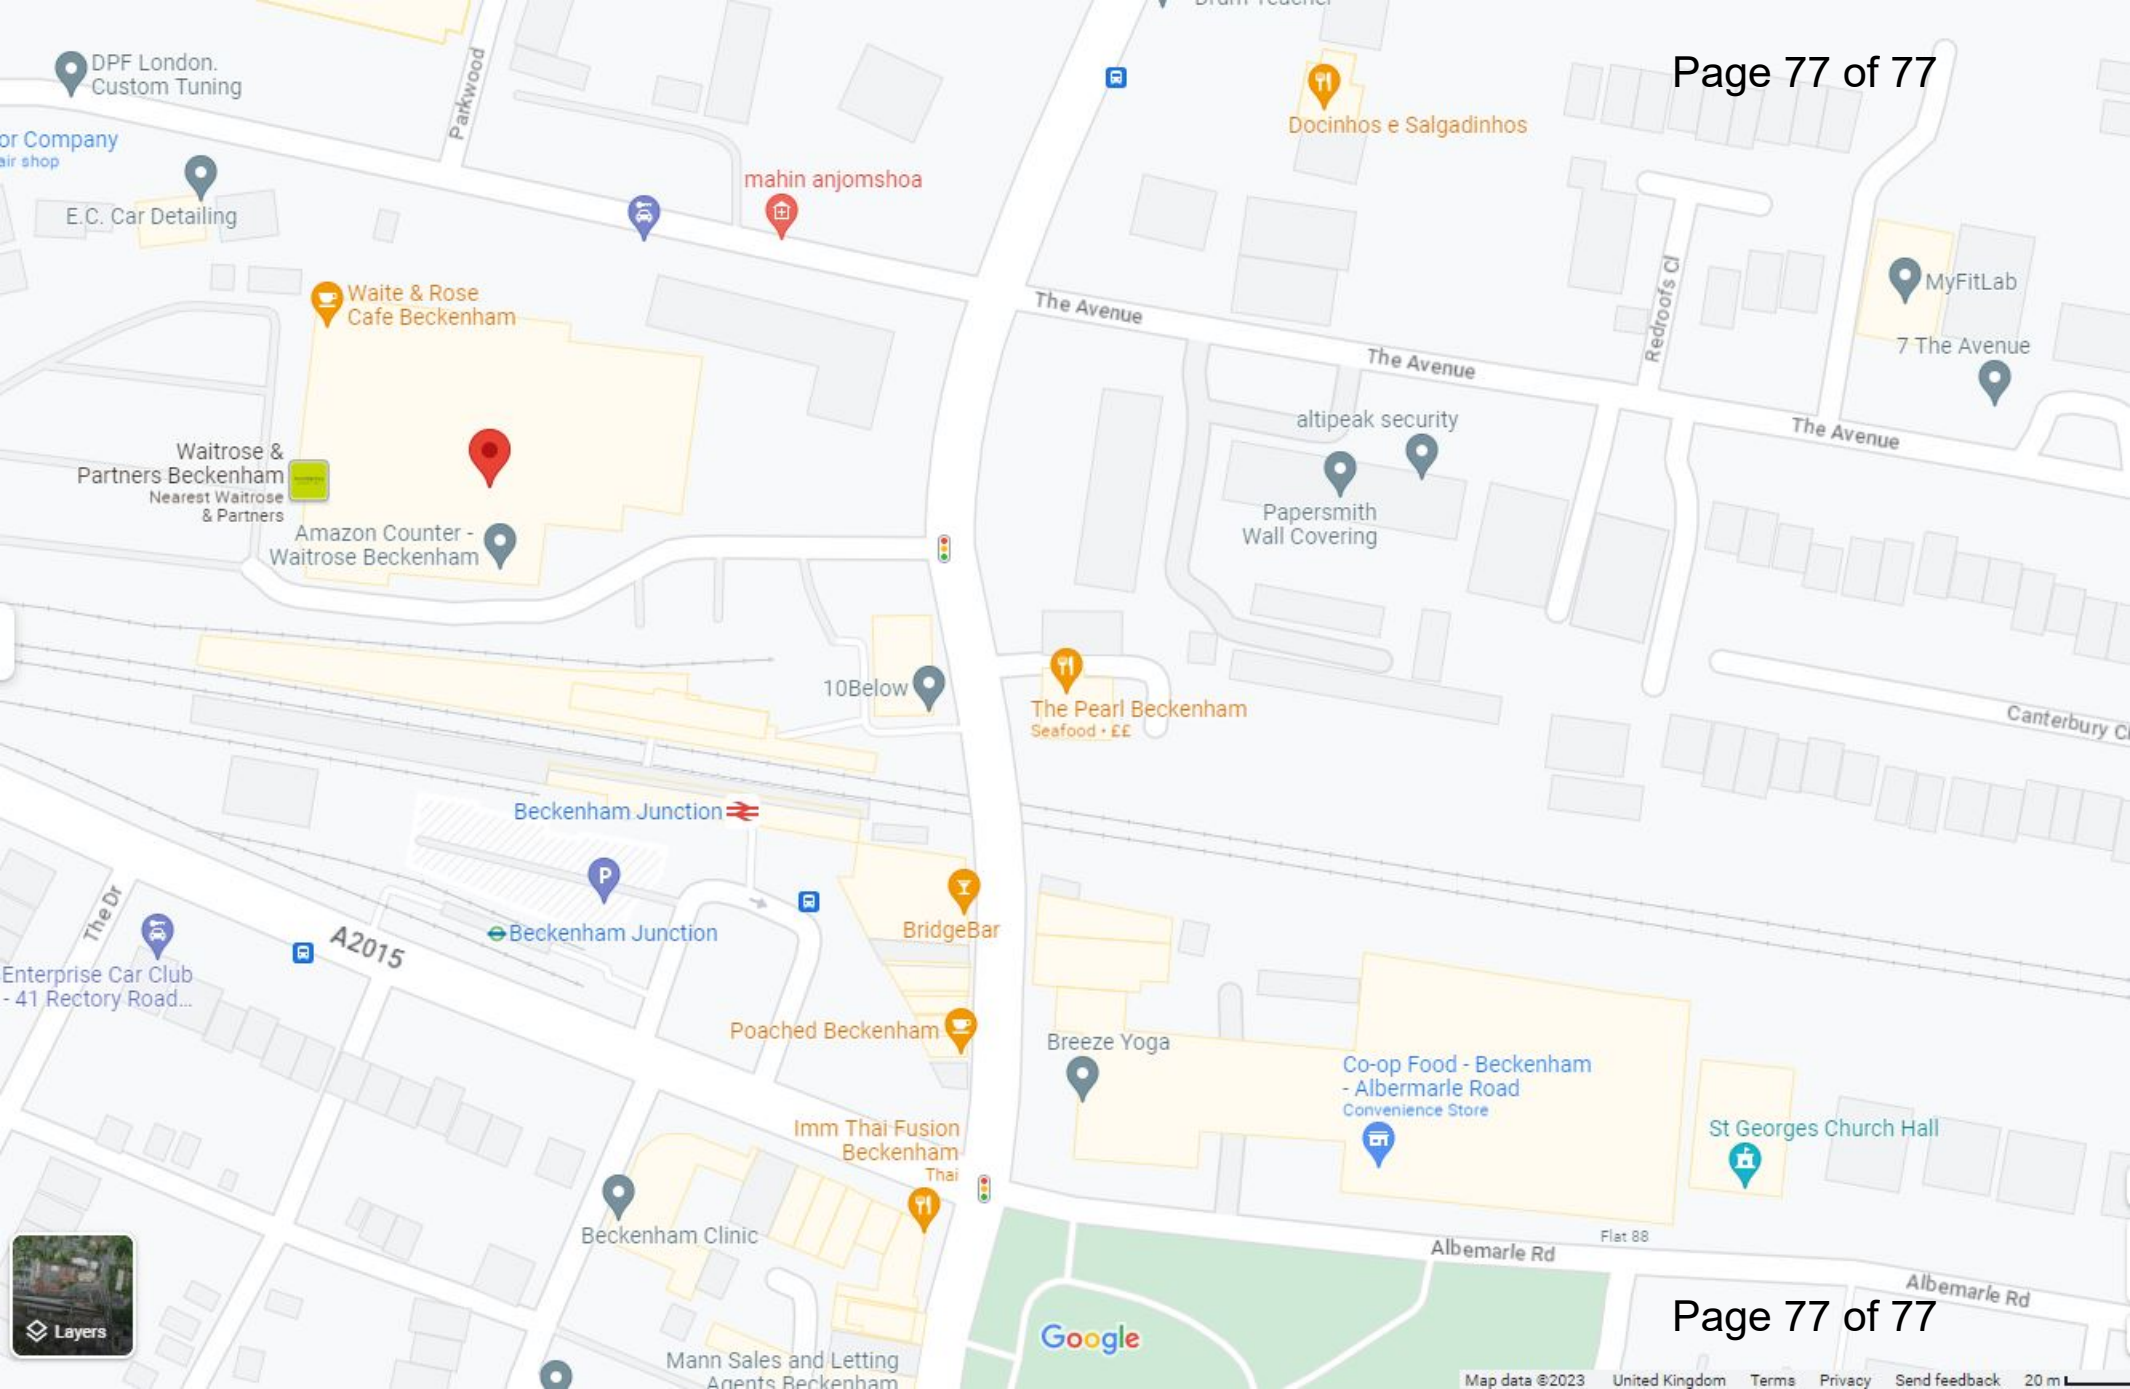 Drum Teacher
DPF London.
Custom Tuning
Parkwood
Page 77 of 77
Docinhos e Salgadinhos
or Company
air shop
mahin anjomshoa
E.C. Car Detailing
Waite & Rose
Cafe Beckenham
The Avenue
Redroofs Cl
MyFitLab
7 The Avenue
The Avenue
altipeak security
The Avenue
Waitrose &
Partners Beckenham
Nearest Waitrose
& Partners
Papersmith
Wall Covering
Amazon Counter -
Waitrose Beckenham
10Below
The Pearl Beckenham
Seafood • ££
Canterbury Cl
Beckenham Junction
P
The Dr
BridgeBar
Beckenham Junction
A2015
Enterprise Car Club
- 41 Rectory Road...
Poached Beckenham
Breeze Yoga
Co-op Food - Beckenham
- Albermarle Road
Convenience Store
Imm Thai Fusion
Beckenham
Thai
St Georges Church Hall
Beckenham Clinic
Flat 88
Albemarle Rd
Albemarle Rd
Layers
Google
Page 77 of 77
Mann Sales and Letting
Agents Beckenham
Map data ©2023 United Kingdom Terms Privacy Send feedback 20 m